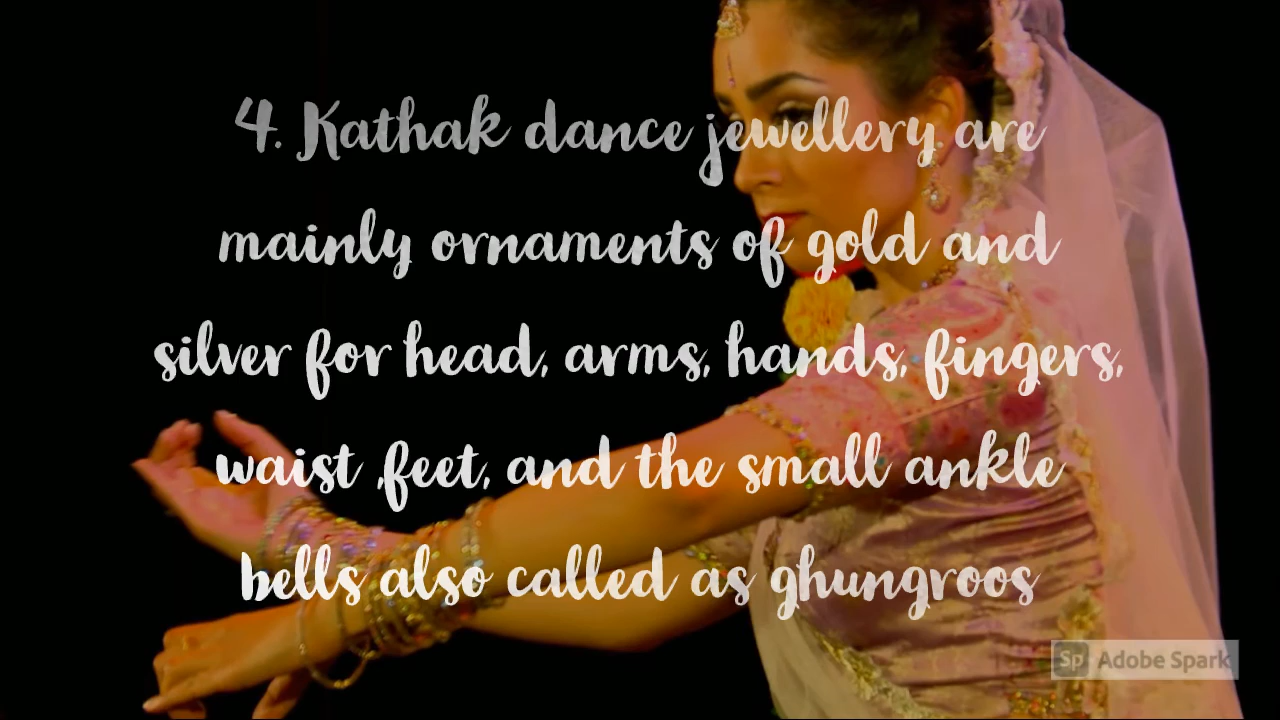 4. Kathak dance jewellery are
mainly ornaments of gold and
silver for head, arms, hands, fingers,
waist ,feet, and the small ankle
bells also called as ghungroos
Sp Adobe Spark